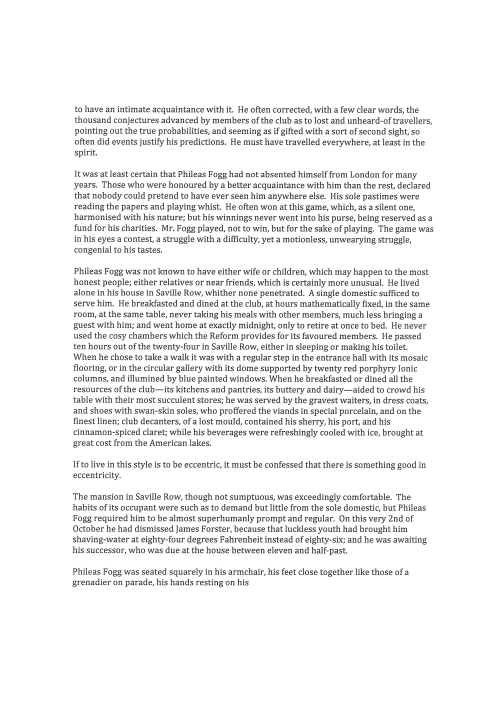 to have an intimate acquaintance with it.  He often corrected, with a few clear words, the
thousand conjectures advanced by members of the club as to lost and unheard-of travellers,
pointing out the true probabilities, and seeming as if gifted with a sort of second sight, so
often did events justify his predictions.  He must have travelled everywhere, at least in the
spirit.

It was at least certain that Phileas Fogg had not absented himself from London for many
years.  Those who were honoured by a better acquaintance with him than the rest, declared
that nobody could pretend to have ever seen him anywhere else.  His sole pastimes were
reading the papers and playing whist.  He often won at this game, which, as a silent one,
harmonised with his nature; but his winnings never went into his purse, being reserved as a
fund for his charities.  Mr. Fogg played, not to win, but for the sake of playing.  The game was
in his eyes a contest, a struggle with a difficulty, yet a motionless, unwearying struggle,
congenial to his tastes.

Phileas Fogg was not known to have either wife or children, which may happen to the most
honest people; either relatives or near friends, which is certainly more unusual.  He lived
alone in his house in Saville Row, whither none penetrated.  A single domestic sufficed to
serve him.  He breakfasted and dined at the club, at hours mathematically fixed, in the same
room, at the same table, never taking his meals with other members, much less bringing a
guest with him; and went home at exactly midnight, only to retire at once to bed.  He never
used the cosy chambers which the Reform provides for its favoured members.  He passed
ten hours out of the twenty-four in Saville Row, either in sleeping or making his toilet.
When he chose to take a walk it was with a regular step in the entrance hall with its mosaic
flooring, or in the circular gallery with its dome supported by twenty red porphyry Ionic
columns, and illumined by blue painted windows. When he breakfasted or dined all the
resources of the club—its kitchens and pantries, its buttery and dairy—aided to crowd his
table with their most succulent stores; he was served by the gravest waiters, in dress coats,
and shoes with swan-skin soles, who proffered the viands in special porcelain, and on the
finest linen; club decanters, of a lost mould, contained his sherry, his port, and his
cinnamon-spiced claret; while his beverages were refreshingly cooled with ice, brought at
great cost from the American lakes.

If to live in this style is to be eccentric, it must be confessed that there is something good in
eccentricity.

The mansion in Saville Row, though not sumptuous, was exceedingly comfortable.  The
habits of its occupant were such as to demand but little from the sole domestic, but Phileas
Fogg required him to be almost superhumanly prompt and regular.  On this very 2nd of
October he had dismissed James Forster, because that luckless youth had brought him
shaving-water at eighty-four degrees Fahrenheit instead of eighty-six; and he was awaiting
his successor, who was due at the house between eleven and half-past.

Phileas Fogg was seated squarely in his armchair, his feet close together like those of a
grenadier on parade, his hands resting on his